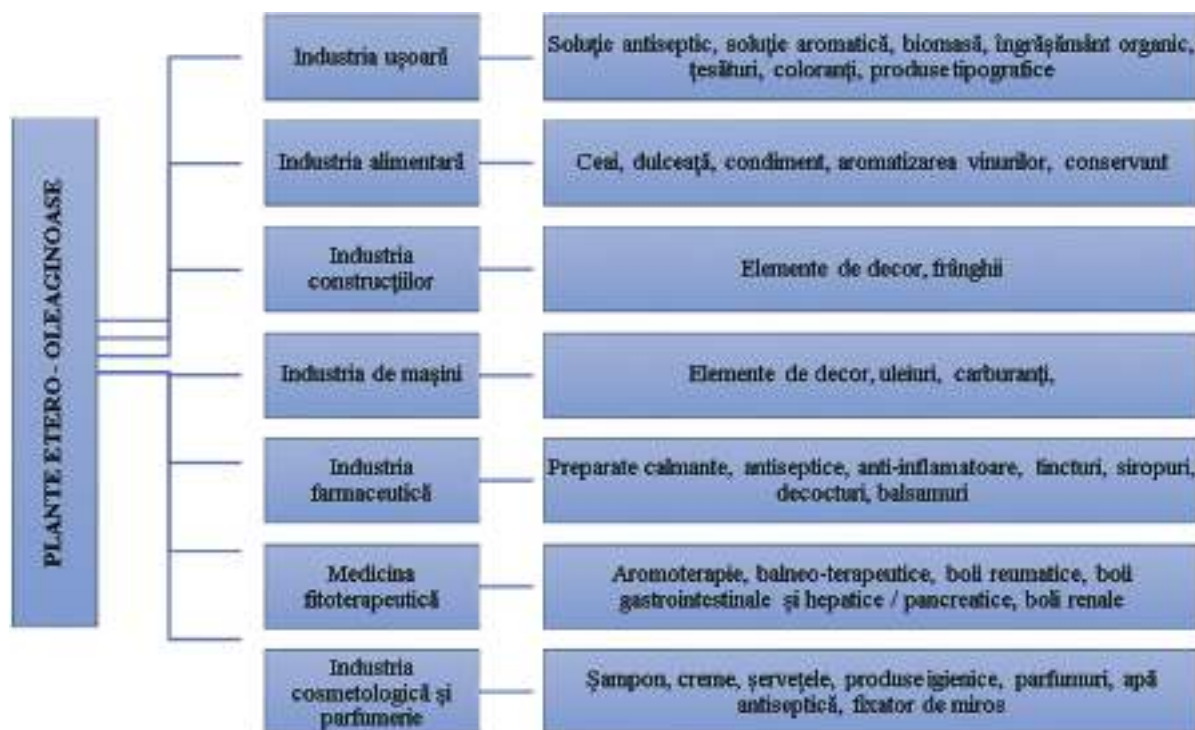 PLANTE ETERO - OLEAGINOASE
Industria ușoară
Soluție antiseptic, soluție aromatică, biomasă, îngrășământ organic,
țesături, coloranți, produse tipografice
Industria alimentară
Ceai, dulceață, condiment, aromatizarea vinurilor, conservant
Industria
construcțiilor
Elemente de decor, frânghii
Industria de mașini
Elemente de decor, uleiuri, carburanți,
Industria
farmaceutică
Preparate calmante, antiseptice, anti-inflamatoare, tincturi, siropuri,
decocturi, balsamuri
Medicina
fitoterapeutică
Aromoterapie, balneo-terapeutice, boli reumatice, boli
gastrointestinale și hepatice / pancreatice, boli renale
Industria
cosmetologică și
parfumerie
Șampon, creme, șervețele, produse igienice, parfumuri, apă
antiseptică, fixator de miros